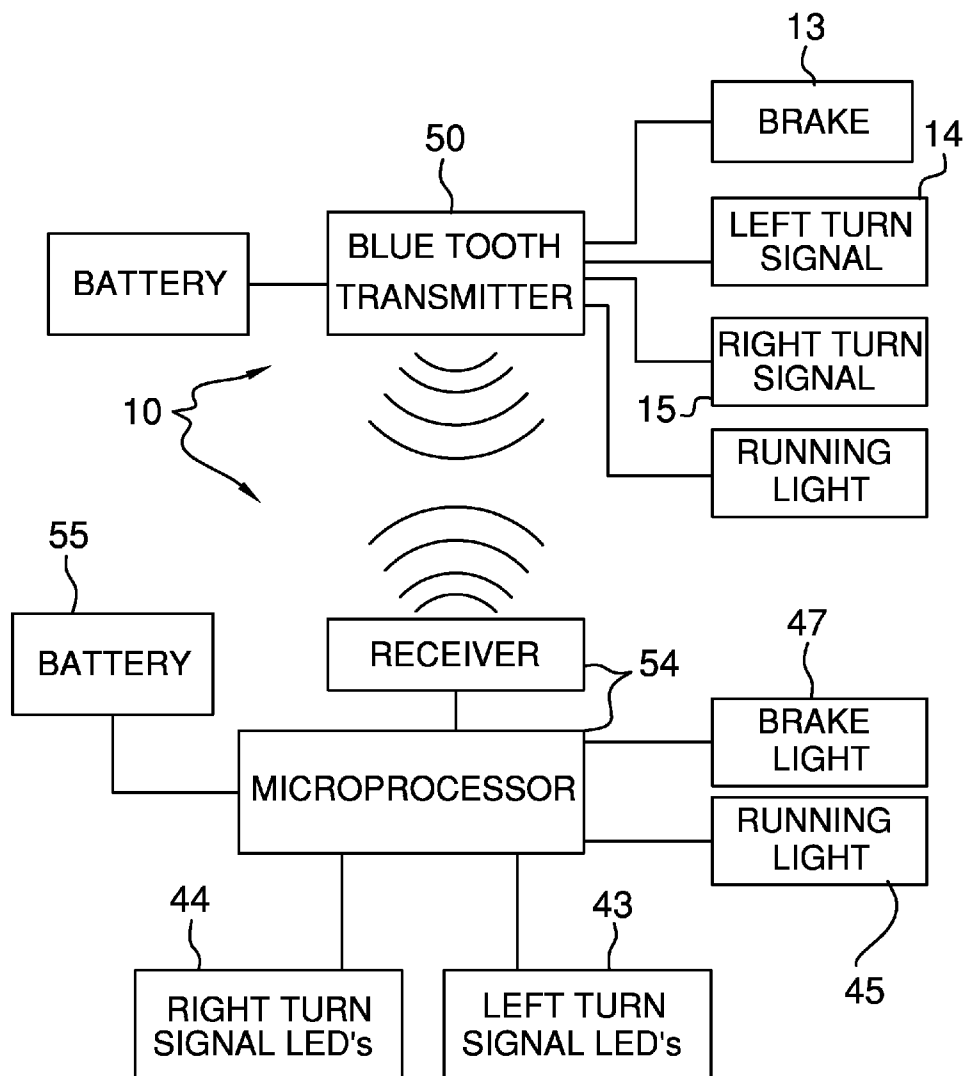 13
BRAKE
14
50
LEFT TURN
SIGNAL
BLUE TOOTH
TRANSMITTER
BATTERY
RIGHT TURN
SIGNAL
15
10
RUNNING
LIGHT
55
BATTERY
RECEIVER
54
47
BRAKE
LIGHT
MICROPROCESSOR
RUNNING
LIGHT
45
44
RIGHT TURN
SIGNAL LED's
43
LEFT TURN
SIGNAL LED's